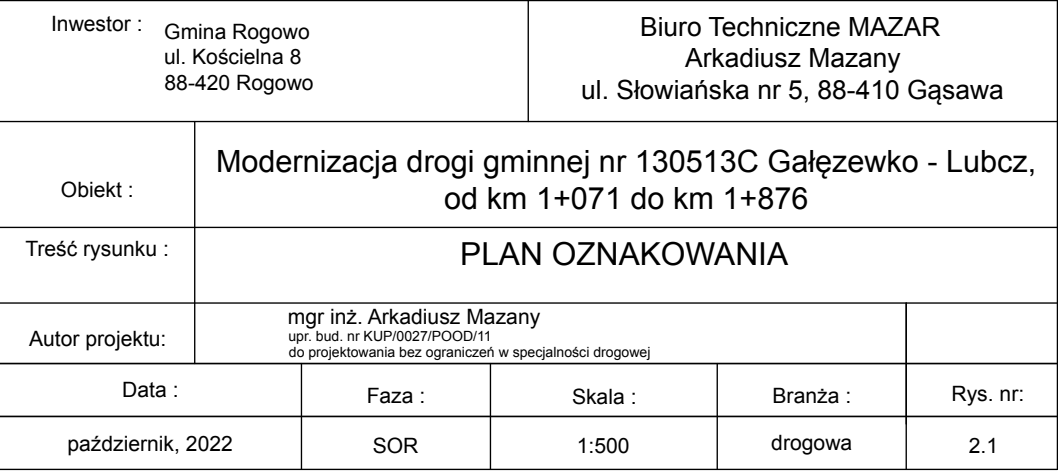 Inwestor :
Gmina Rogowo
ul. Kościelna 8
88-420 Rogowo
Biuro Techniczne MAZAR
Arkadiusz Mazany
ul. Słowiańska nr 5, 88-410 Gąsawa
Obiekt :
Modernizacja drogi gminnej nr 130513C Gałęzewko - Lubcz,
od km 1+071 do km 1+876
Treść rysunku :
PLAN OZNAKOWANIA
Autor projektu:
mgr inż. Arkadiusz Mazany
upr. bud. nr KUP/0027/POOD/11
do projektowania bez ograniczeń w specjalności drogowej
Data :
Faza :
Skala :
Branża :
Rys. nr:
październik, 2022
SOR
1:500
drogowa
2.1